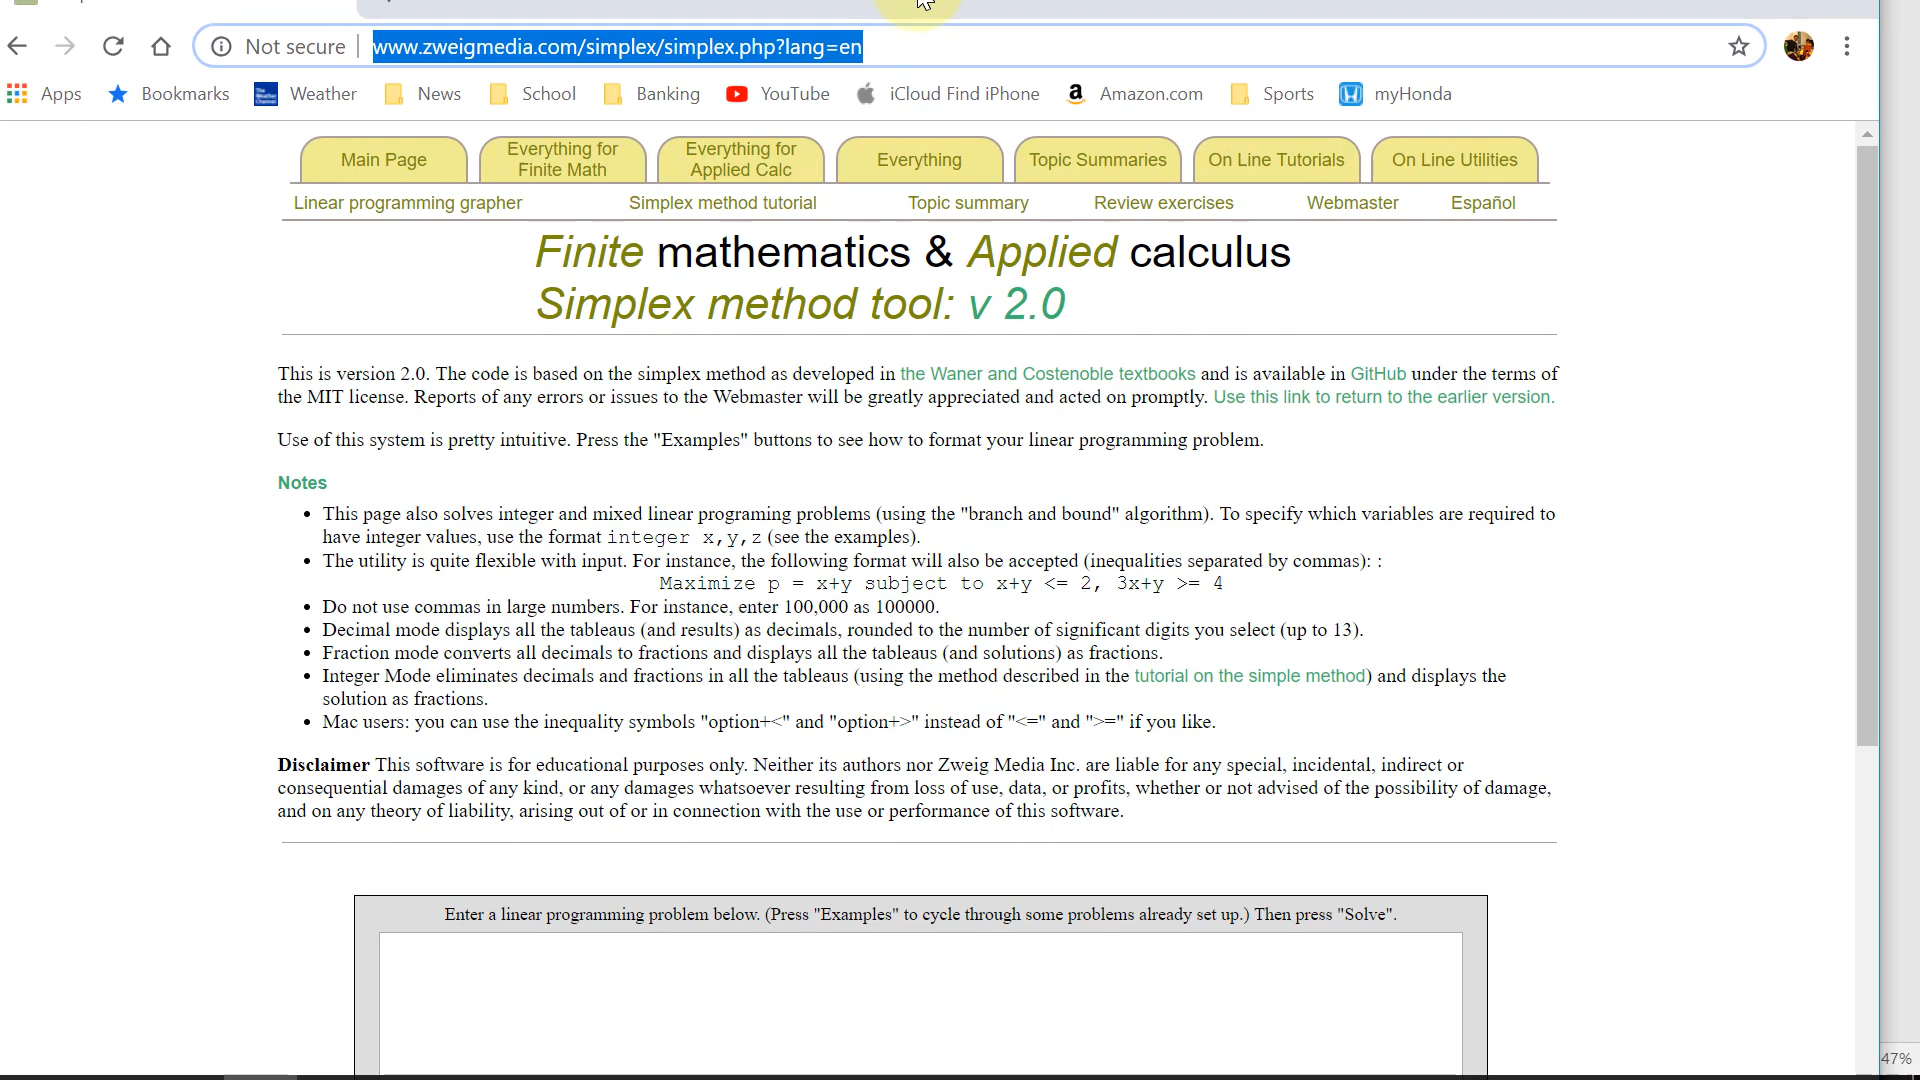 Not secure
www.zweigmedia.com/simplex/simplex.php?lang=en
Apps
Bookmarks
Weather
News
School
Banking
YouTube
iCloud Find iPhone
Amazon.com
Sports
myHonda
Main Page
Everything for
Finite Math
Everything for
Applied Calc
Everything
Topic Summaries
On Line Tutorials
On Line Utilities
Linear programming grapher
Simplex method tutorial
Topic summary
Review exercises
Webmaster
Español
Finite mathematics & Applied calculus
Simplex method tool: v 2.0
This is version 2.0. The code is based on the simplex method as developed in the Waner and Costenoble textbooks and is available in GitHub under the terms of
the MIT license. Reports of any errors or issues to the Webmaster will be greatly appreciated and acted on promptly. Use this link to return to the earlier version.
Use of this system is pretty intuitive. Press the "Examples" buttons to see how to format your linear programming problem.
Notes
• This page also solves integer and mixed linear programing problems (using the "branch and bound" algorithm). To specify which variables are required to
have integer values, use the format integer x,y,z (see the examples).
• The utility is quite flexible with input. For instance, the following format will also be accepted (inequalities separated by commas): :
Maximize p = x+y subject to x+y <= 2, 3x+y >= 4
• Do not use commas in large numbers. For instance, enter 100,000 as 100000.
• Decimal mode displays all the tableaus (and results) as decimals, rounded to the number of significant digits you select (up to 13).
• Fraction mode converts all decimals to fractions and displays all the tableaus (and solutions) as fractions.
• Integer Mode eliminates decimals and fractions in all the tableaus (using the method described in the tutorial on the simple method) and displays the
solution as fractions.
• Mac users: you can use the inequality symbols "option+<" and "option+>" instead of "<=" and ">=" if you like.
Disclaimer This software is for educational purposes only. Neither its authors nor Zweig Media Inc. are liable for any special, incidental, indirect or
consequential damages of any kind, or any damages whatsoever resulting from loss of use, data, or profits, whether or not advised of the possibility of damage,
and on any theory of liability, arising out of or in connection with the use or performance of this software.
Enter a linear programming problem below. (Press "Examples" to cycle through some problems already set up.) Then press "Solve".
47%